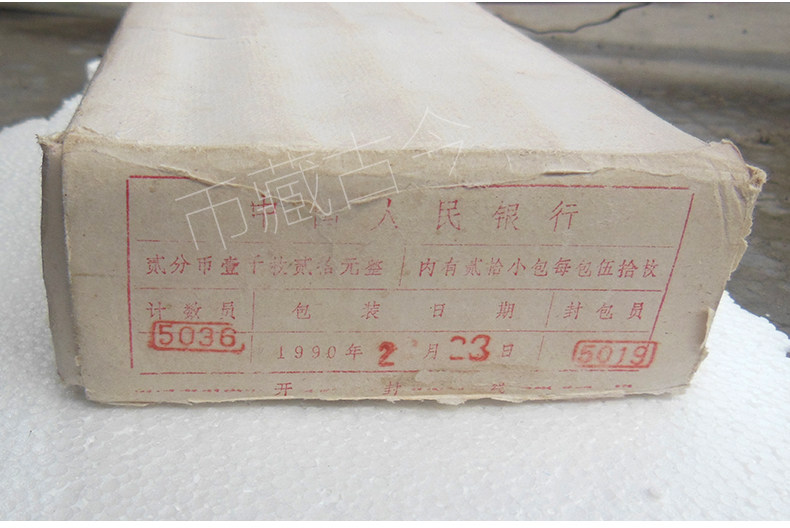 币藏古今
中国人民银行
贰分币壹千枚贰拾元整 内有贰拾小包每包伍拾枚
计数员 包装日期 封包员
5036 1990年2月23日 5019
开封